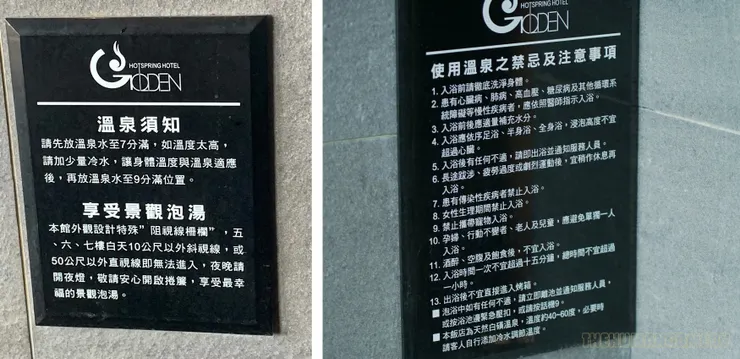 HOTSPRING HOTEL
GODEN
溫泉須知
請先放溫泉水至7分滿，如溫度太高，
請加少量冷水，讓身體溫度與溫泉適應
後，再放溫泉水至9分滿位置。
享受景觀泡湯
本館外觀設計特殊”阻視線柵欄”，五
、六、七樓白天10公尺以外斜視線，或
50公尺以外直視線即無法進入，夜晚請
開夜燈，敬請安心開啟捲簾，享受最幸
福的景觀泡湯。
HOTSPRING HOTEL
GODEN
使用溫泉之禁忌及注意事項
1. 入浴前請徹底洗淨身體。
2. 患有心臟病、肺病、高血壓、糖尿病及其他循環系
統障礙等慢性疾病者，應依照醫師指示入浴。
3. 入浴前後應適量補充水分。
4. 入浴應依序足浴、半身浴、全身浴，浸泡高度不宜
超過心臟。
5. 入浴後有任何不適，請即出浴並通知服務人員。
6. 長途跋涉、疲勞過度或劇烈運動後，宜稍作休息再
入浴。
7. 患有傳染性疾病者禁止入浴。
8. 女性生理期間禁止入浴。
9. 禁止攜帶寵物入浴。
10. 孕婦、行動不變者、老人及兒童，應避免單獨一人
入浴。
11. 酒醉、空腹及飽食後，不宜入浴。
12. 入浴時間一次不宜超過十五分鐘，總時間不宜超過
一小時。
13. 出浴後不宜直接進入烤箱。
■ 泡浴中如有任何不適，請立即離池並通知服務人員，
或按浴池邊緊急壓扣，或請按話機9。
■ 本飯店為天然白磺溫泉，溫度約40~60度，必要時
請客人自行添加冷水調節溫度。